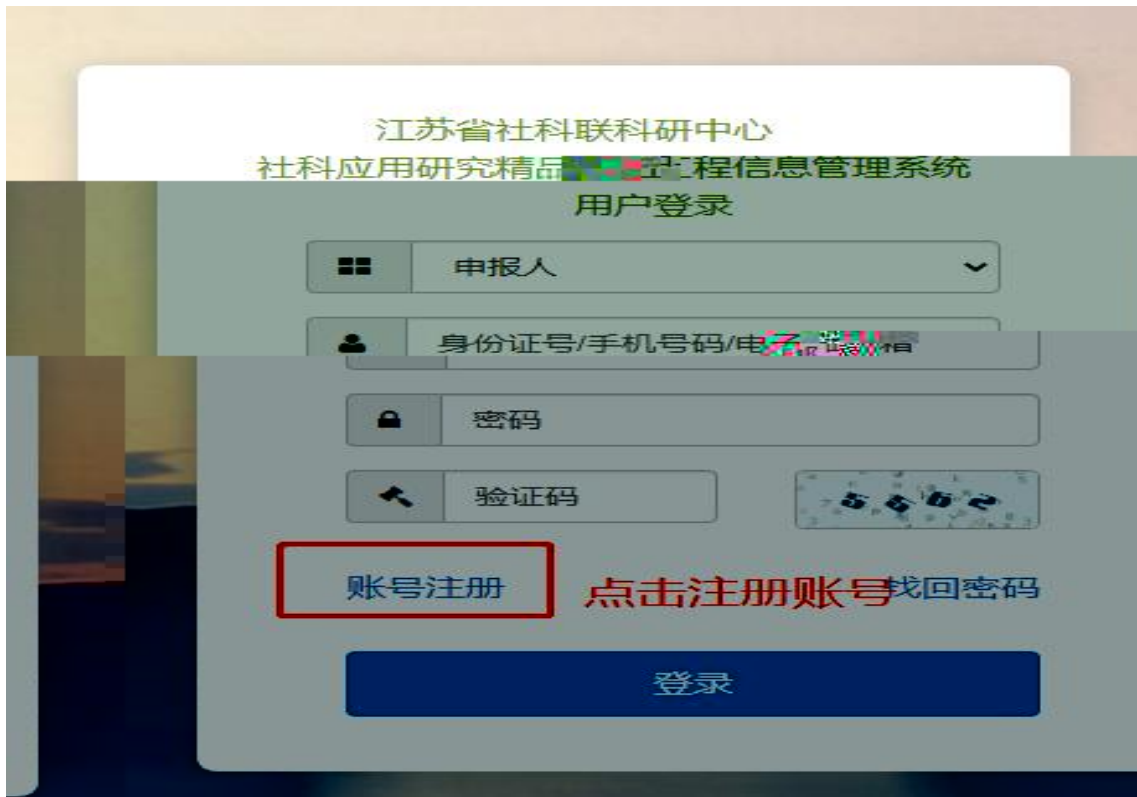 江苏省社科联科研中心
社科应用研究精品工程信息管理系统
用户登录
申报人
身份证号/手机号码/电子 箱
密码
验证码 5562
账号注册 点击注册账号 找回密码
登录